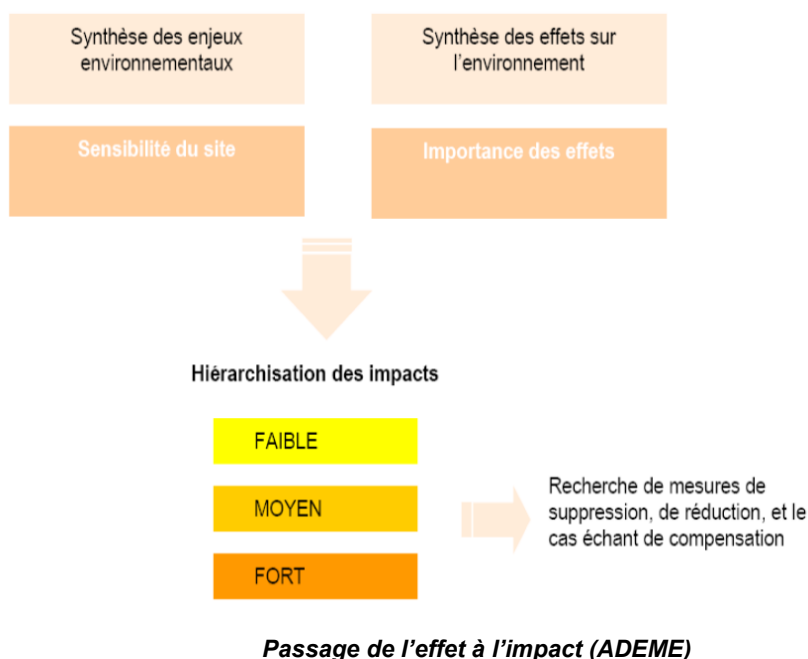 Synthèse des enjeux
environnementaux
Synthèse des effets sur
l'environnement
Sensibilité du site
Importance des effets
Hiérarchisation des impacts
FAIBLE
MOYEN
FORT
Recherche de mesures de
suppression, de réduction, et le
cas échant de compensation
Passage de l'effet à l'impact (ADEME)